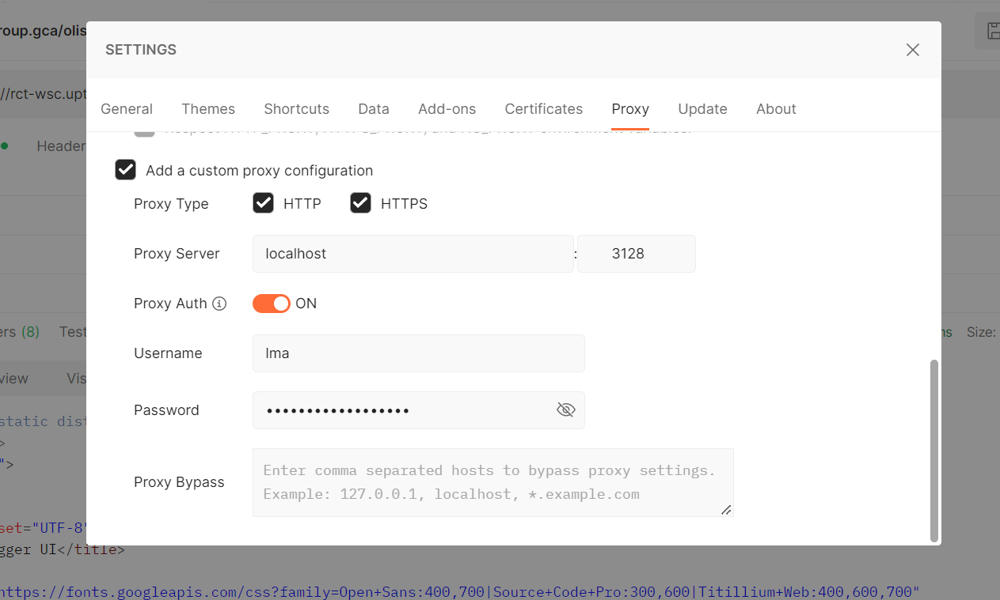 roup.gca/olis
SETTINGS
//rct-wsc.upt
General Themes Shortcuts Data Add-ons Certificates Proxy Update About
Header
Add a custom proxy configuration
Proxy Type HTTP HTTPS
Proxy Server localhost : 3128
Proxy Auth ON
ers (8) Test ms Size:
Username lma
view Vis
Password ••••••••••••••••••
static dist
>
">
Proxy Bypass Enter comma separated hosts to bypass proxy settings.
Example: 127.0.0.1, localhost, *.example.com
set="UTF-8"
gger UI</title>
https://fonts.googleapis.com/css?family=Open+Sans:400,700|Source+Code+Pro:300,600|Titillium+Web:400,600,700"